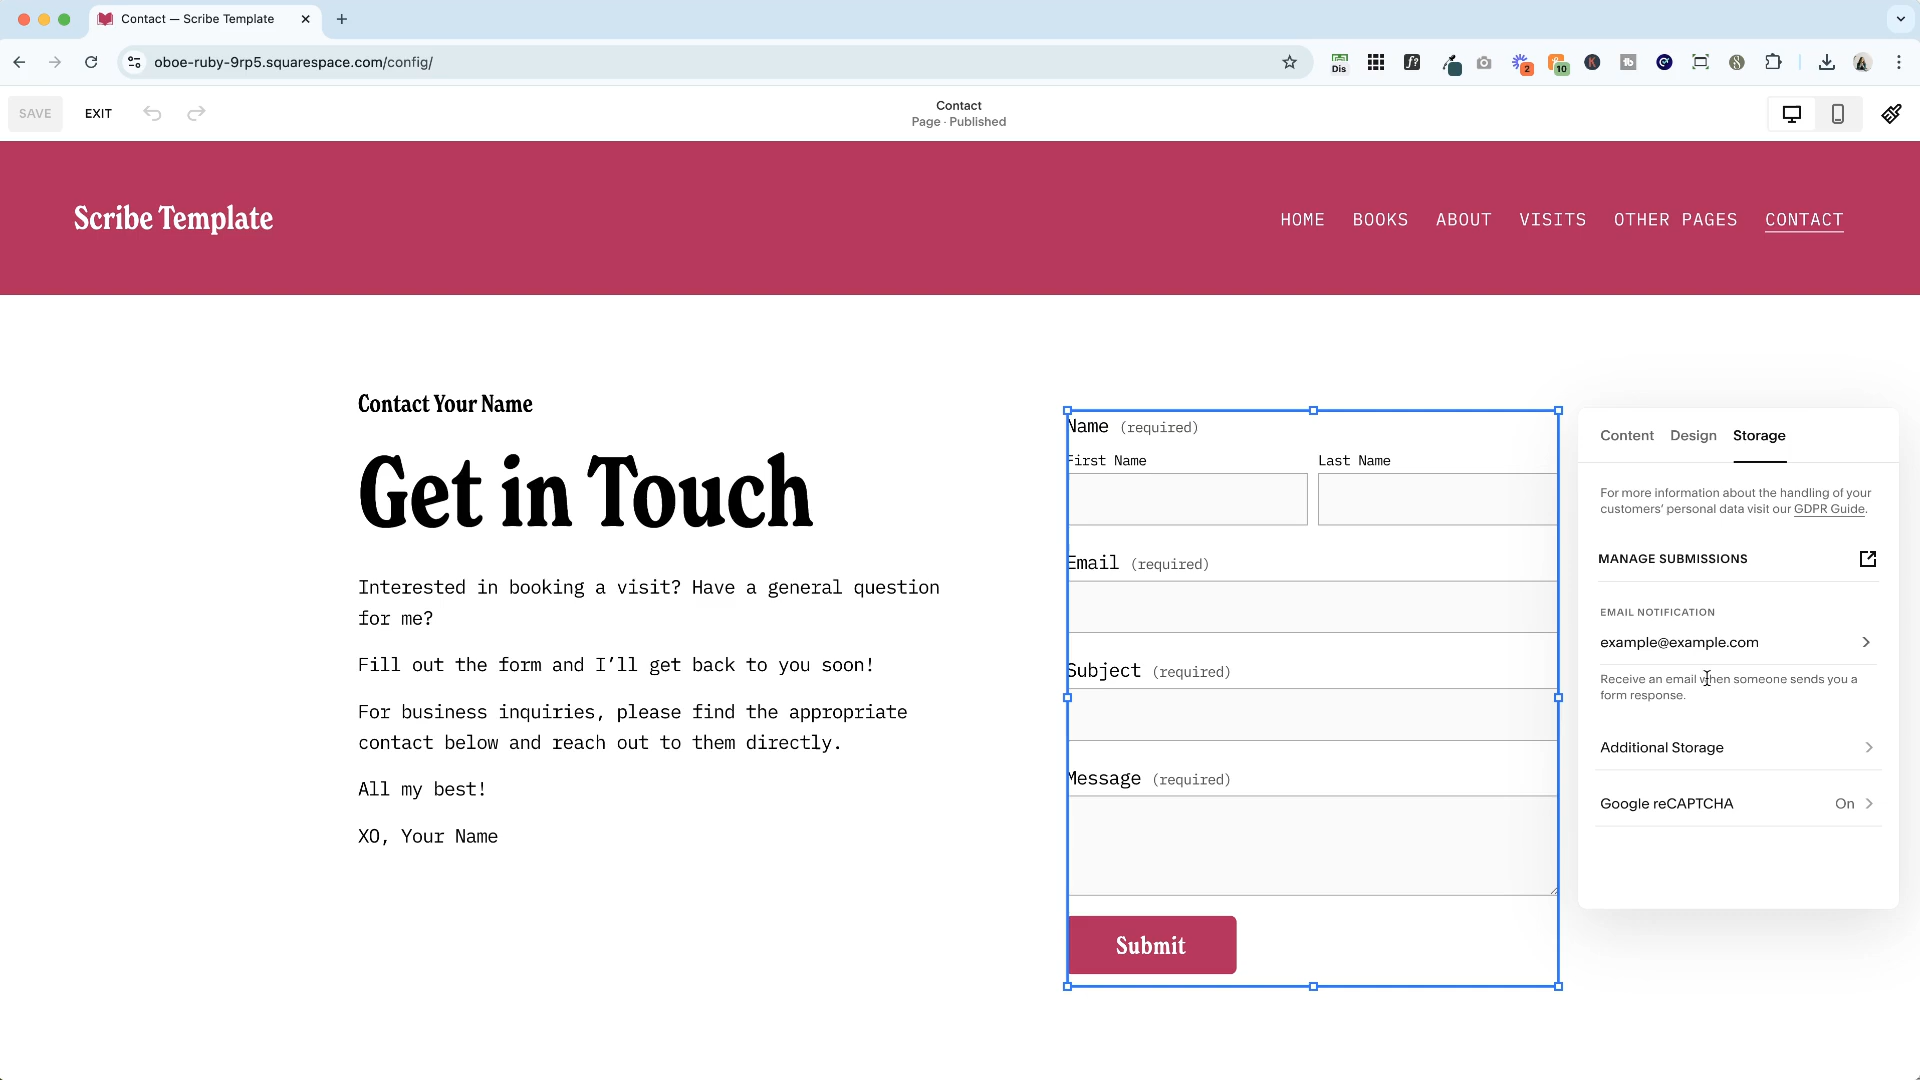 Contact — Scribe Template
oboe-ruby-9rp5.squarespace.com/config/
Dis
f?
2
10
K
tb
SAVE
EXIT
Contact
Page · Published
Scribe Template
HOME
BOOKS
ABOUT
VISITS
OTHER PAGES
CONTACT
Contact Your Name
Get in Touch
Interested in booking a visit? Have a general question
for me?
Fill out the form and I’ll get back to you soon!
For business inquiries, please find the appropriate
contact below and reach out to them directly.
All my best!
XO, Your Name
Name (required)
First Name
Last Name
Email (required)
Subject (required)
Message (required)
Submit
Content
Design
Storage
For more information about the handling of your
customers’ personal data visit our GDPR Guide.
MANAGE SUBMISSIONS
EMAIL NOTIFICATION
example@example.com
Receive an email when someone sends you a
form response.
Additional Storage
Google reCAPTCHA
On